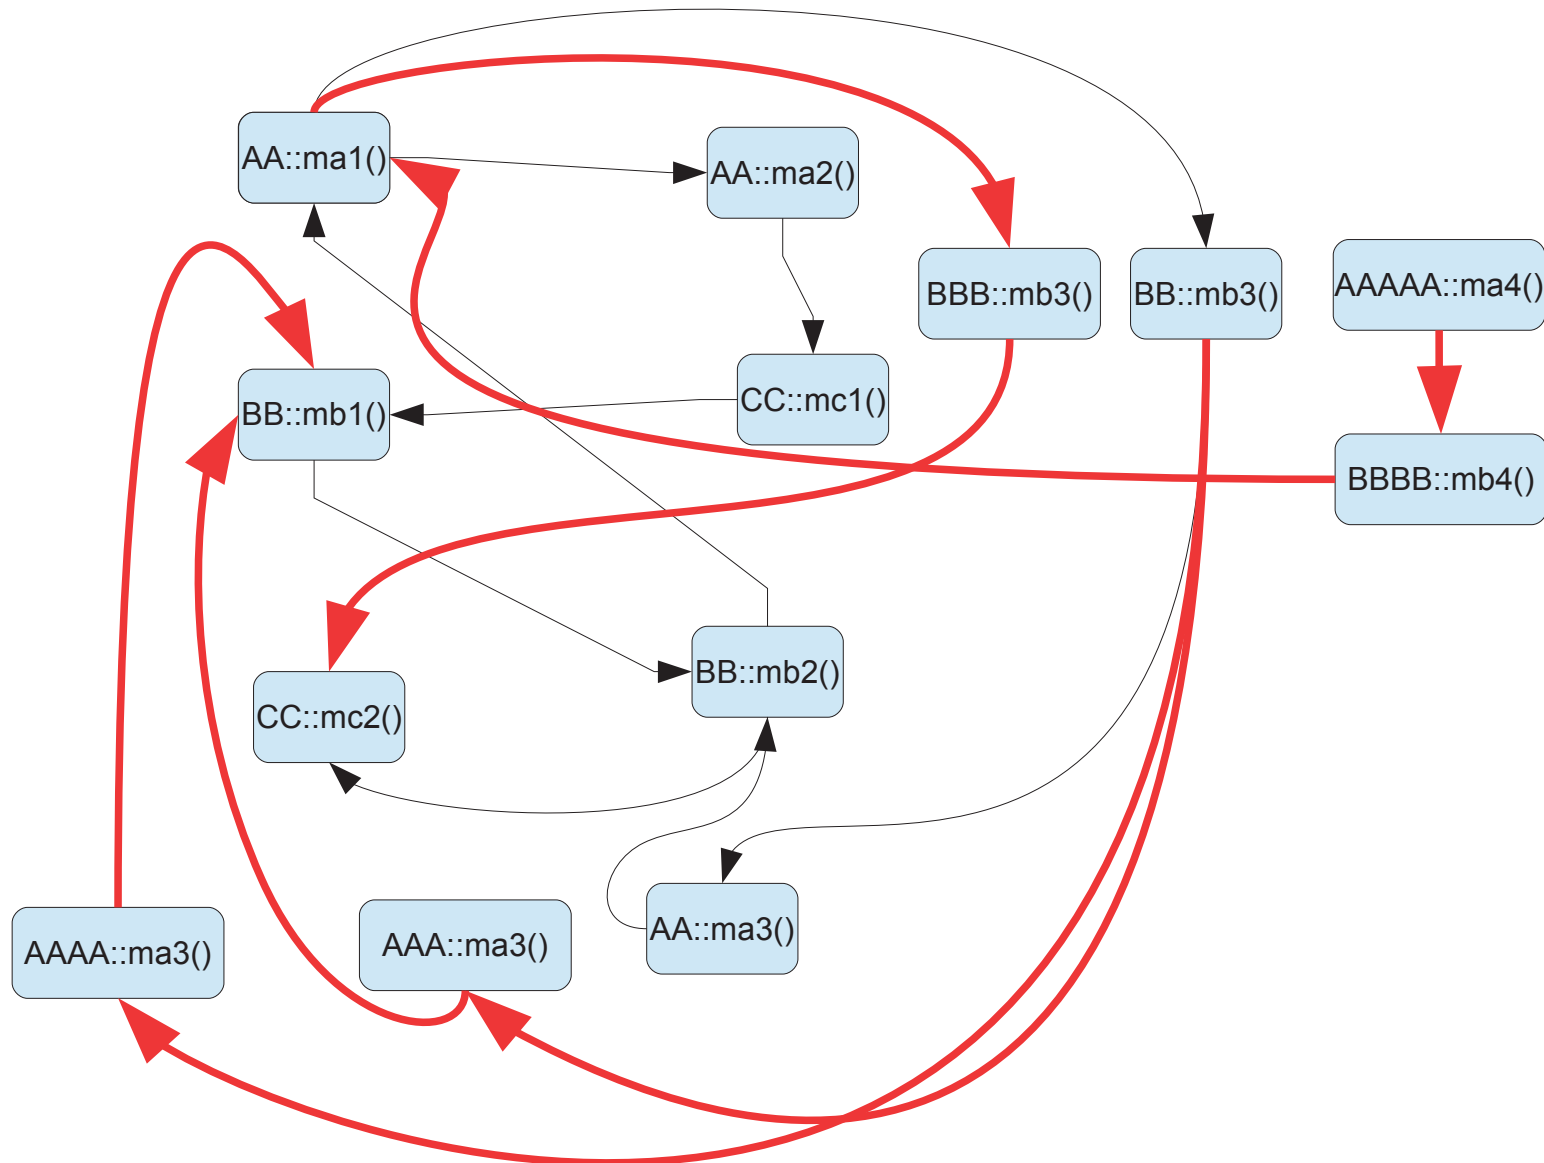 AA::ma1()
AA::ma2()
BBB::mb3()
BB::mb3()
AAAAA::ma4()
BB::mb1()
CC::mc1()
BBBB::mb4()
CC::mc2()
BB::mb2()
AAAA::ma3()
AAA::ma3()
AA::ma3()